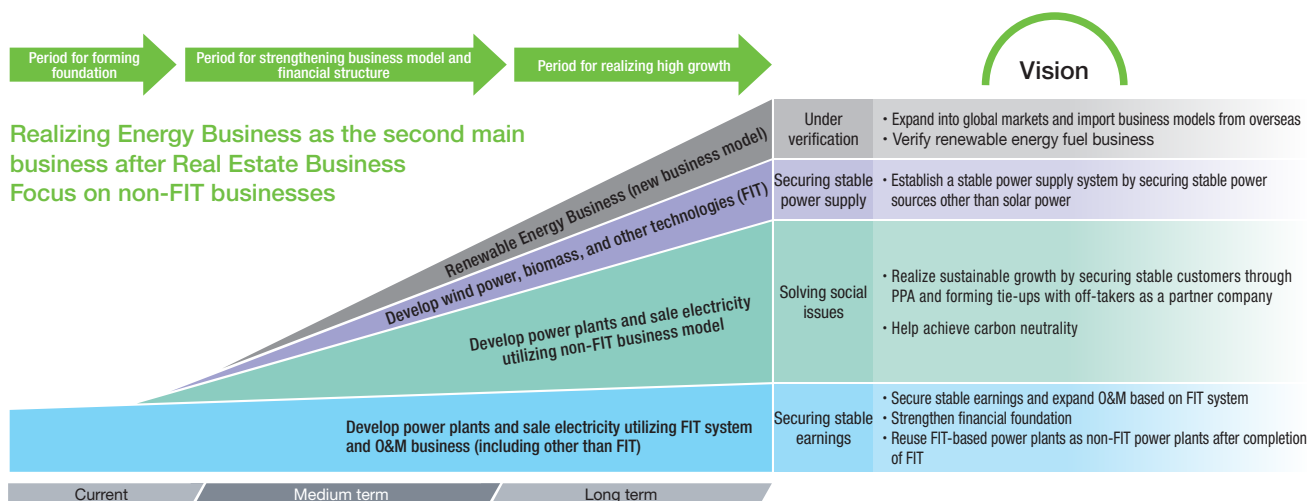 Period for forming
foundation
Period for strengthening business model and
financial structure
Period for realizing high growth
Vision
Realizing Energy Business as the second main
business after Real Estate Business
Focus on non-FIT businesses
Renewable Energy Business (new business model)
Develop wind power, biomass, and other technologies (FIT)
Develop power plants and sale electricity
utilizing non-FIT business model
Develop power plants and sale electricity utilizing FIT system
and O&M business (including other than FIT)
Under
verification
• Expand into global markets and import business models from overseas
• Verify renewable energy fuel business
Securing stable
power supply
• Establish a stable power supply system by securing stable power
sources other than solar power
Solving social
issues
• Realize sustainable growth by securing stable customers through
PPA and forming tie-ups with off-takers as a partner company
• Help achieve carbon neutrality
Securing stable
earnings
• Secure stable earnings and expand O&M based on FIT system
• Strengthen financial foundation
• Reuse FIT-based power plants as non-FIT power plants after completion
of FIT
Current
Medium term
Long term